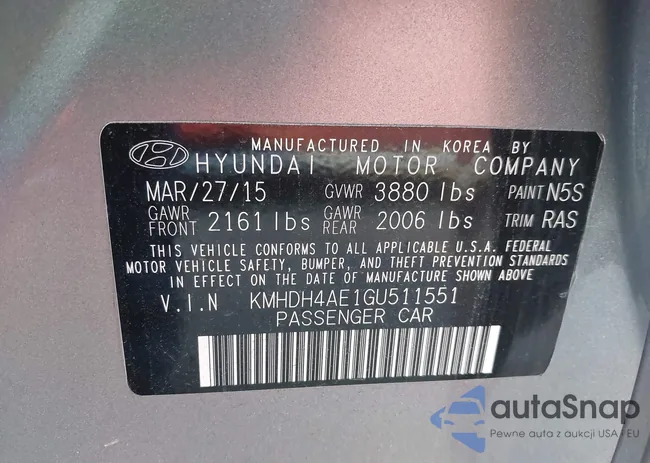 MANUFACTURED IN KOREA BY
HYUNDAI MOTOR COMPANY
MAR/27/15 GVWR 3880 lbs PAINT N5S
GAWR FRONT 2161 lbs GAWR REAR 2006 lbs TRIM RAS
THIS VEHICLE CONFORMS TO ALL APPLICABLE U.S.A. FEDERAL
MOTOR VEHICLE SAFETY, BUMPER, AND THEFT PREVENTION STANDARDS
IN EFFECT ON THE DATE OF MANUFACTURE SHOWN ABOVE
V.I.N KMHDH4AE1GU511551
PASSENGER CAR
autaSnap
Pewne auta z aukcji USA i EU